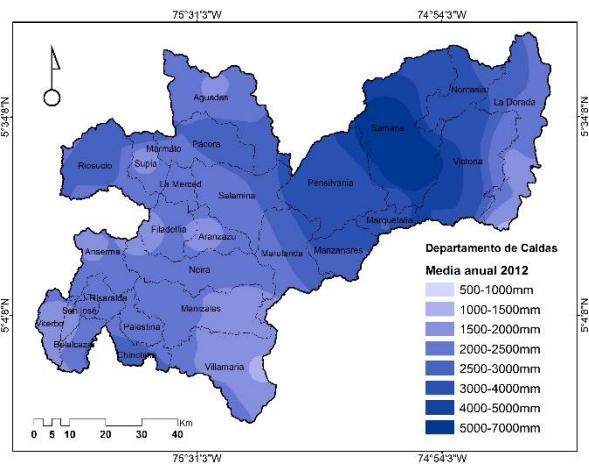 75°31'3"W 74°54'3"W
5°34'8"N 5°34'8"N
Aguadas
Norcasia
La Dorada
Samaná
Marmato
Pácora
Riosucio
Supía
Victoria
La Merced
Pensilvania
Salamina
Marquetalia
Filadelfia
Aranzazu
Anserma
Marulanda
Manzanares
Neira
Risaralda
San José
Viterbo
Manizales
Palestina
Belalcazar
Chinchiná
Villamaria
5°4'8"N 5°4'8"N
Departamento de Caldas
Media anual 2012
500-1000mm
1000-1500mm
1500-2000mm
2000-2500mm
2500-3000mm
3000-4000mm
4000-5000mm
5000-7000mm
Km
0 5 10 20 30 40
75°31'3"W 74°54'3"W